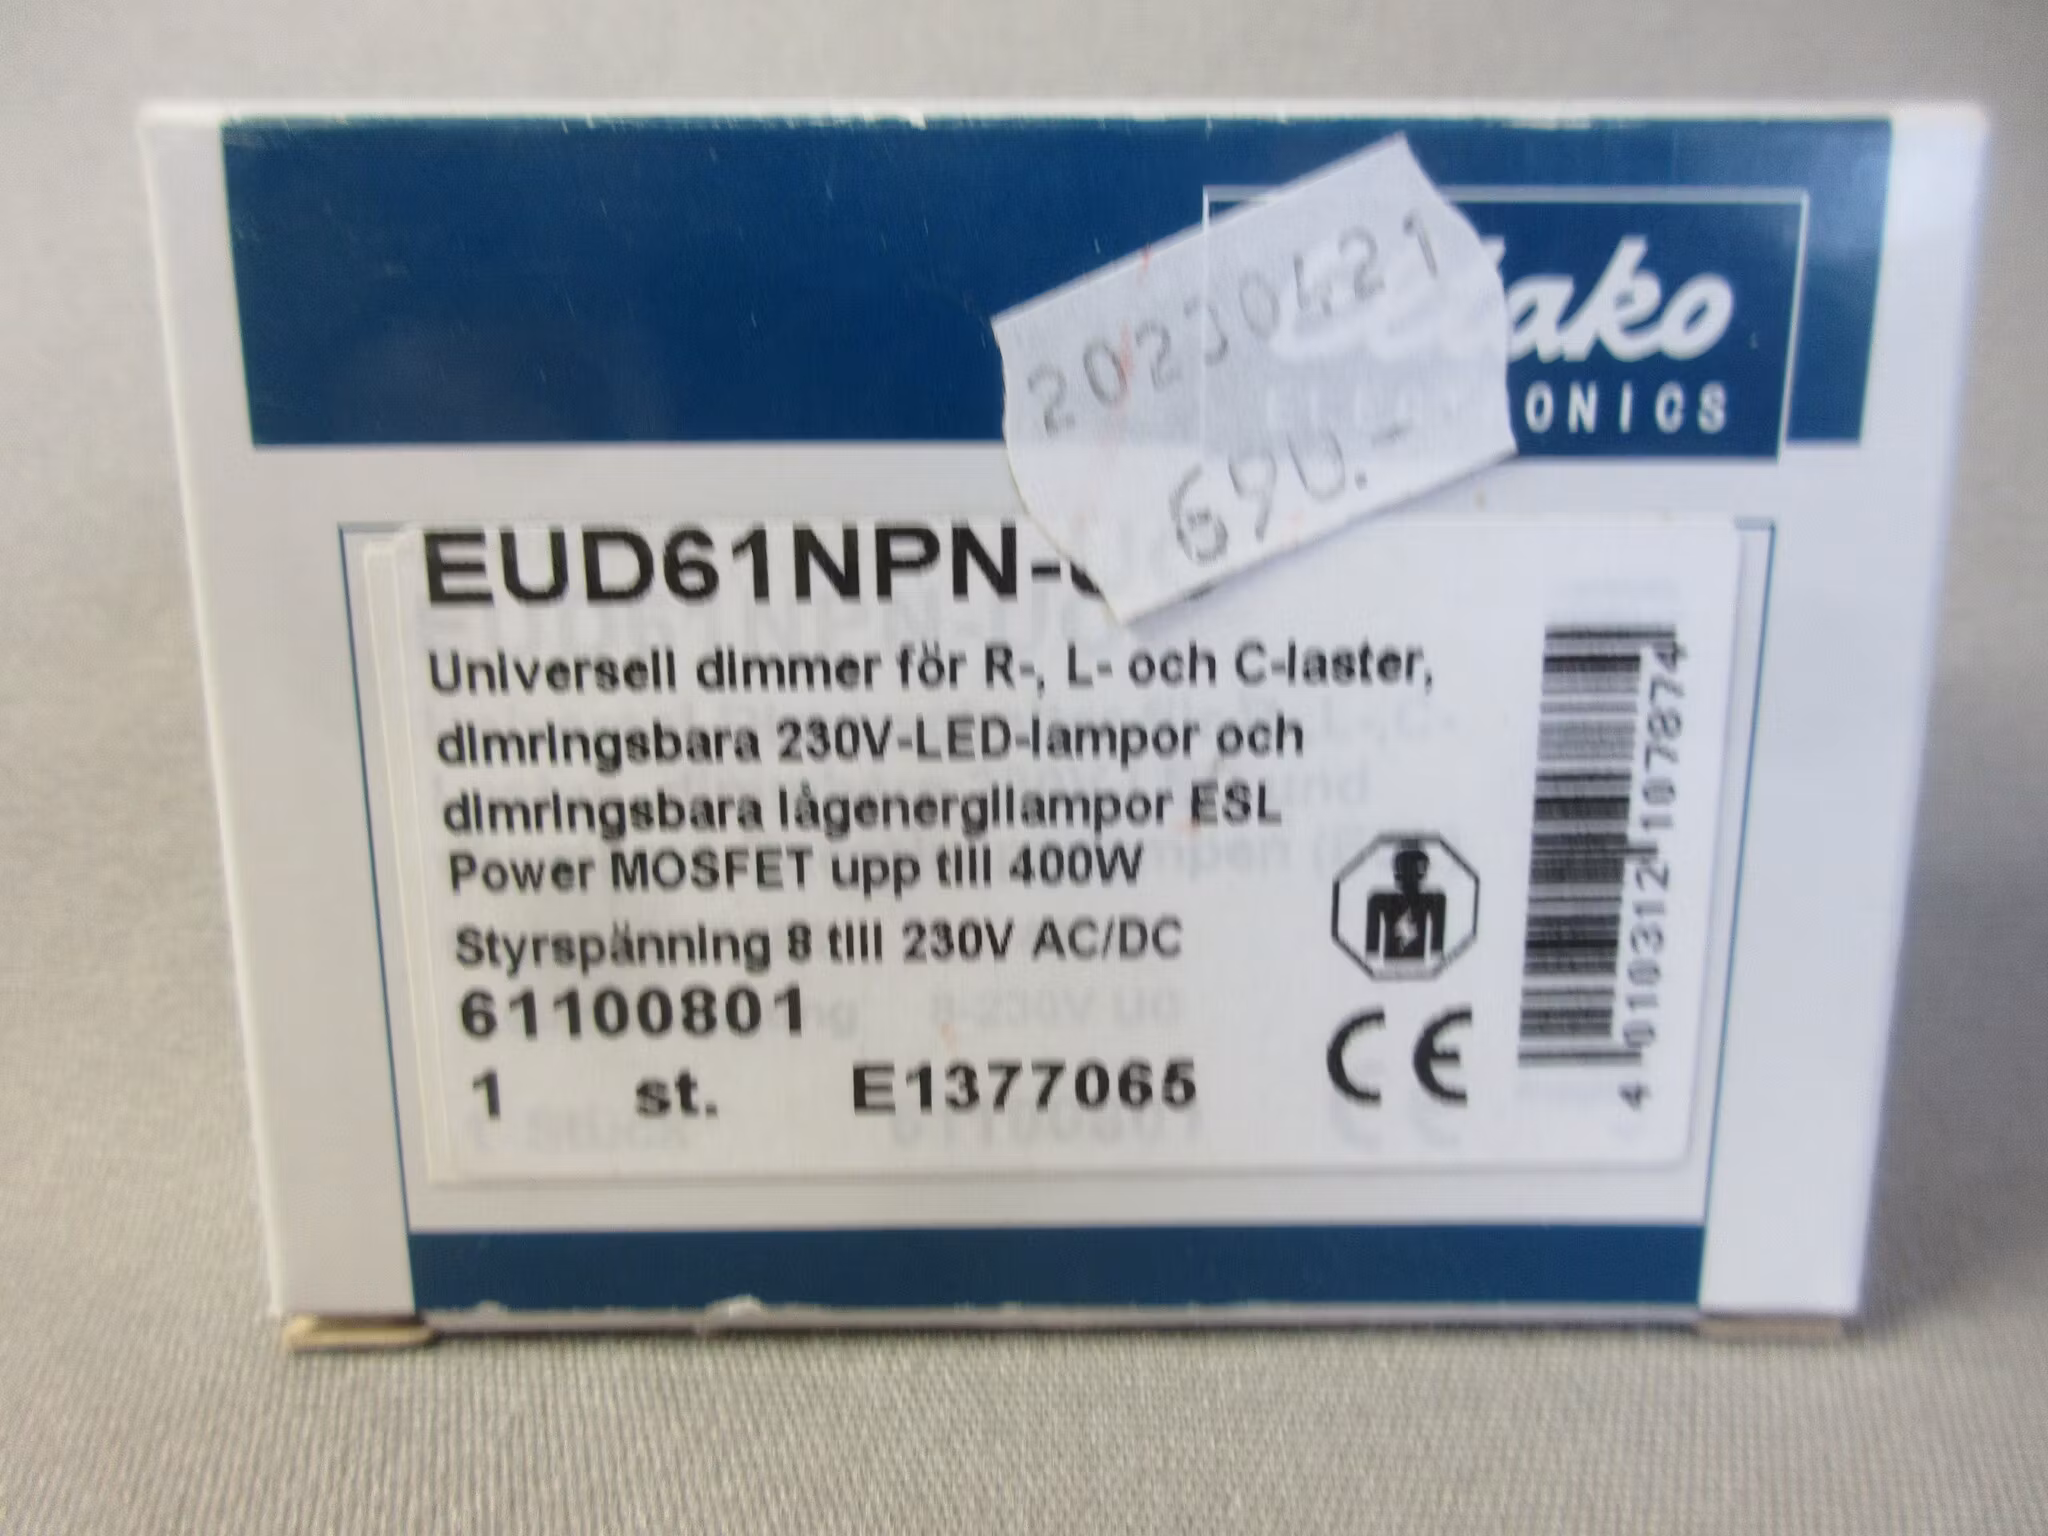 20230421
690.-
ako
ONICS
EUD61NPN-
Universell dimmer för R-, L- och C-laster,
dimringsbara 230V-LED-lampor och
dimringsbara lågenergilampor ESL
Power MOSFET upp till 400W
Styrspänning 8 till 230V AC/DC
61100801
1 st. E1377065
CE
4 010312 107874